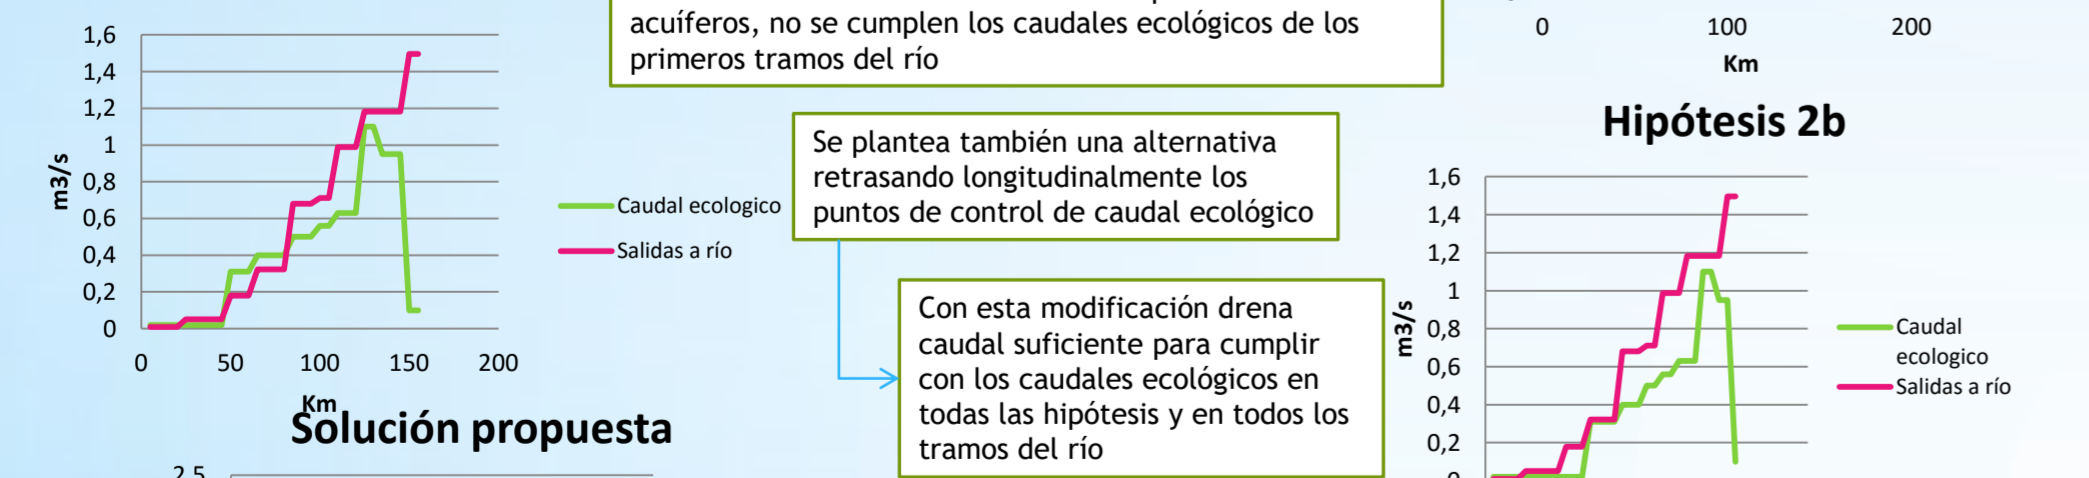 acuíferos, no se cumplen los caudales ecológicos de los
primeros tramos del río
1,6
1,4
1,2
1
0,8
0,6
0,4
0,2
0
m3/s
0 50 100 150 200
Km
Caudal ecologico
Salidas a río
Se plantea también una alternativa
retrasando longitudinalmente los
puntos de control de caudal ecológico
Con esta modificación drena
caudal suficiente para cumplir
con los caudales ecológicos en
todas las hipótesis y en todos los
tramos del río
0 100 200
Km
Hipótesis 2b
1,6
1,4
1,2
1
0,8
0,6
0,4
0,2
0
m3/s
Caudal
ecologico
Salidas a río
Solución propuesta
2,5